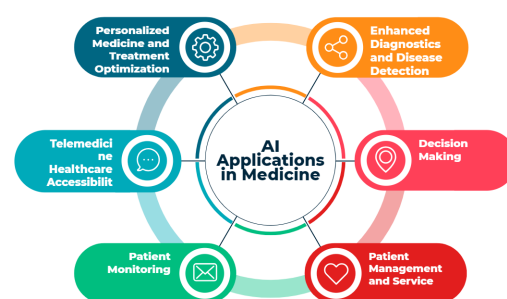 Personalized
Medicine and
Treatment
Optimization
Enhanced
Diagnostics
and Disease
Detection
Telemedici
ne
Healthcare
Accessibilit
AI
Applications
in Medicine
Decision
Making
Patient
Monitoring
Patient
Management
and Service